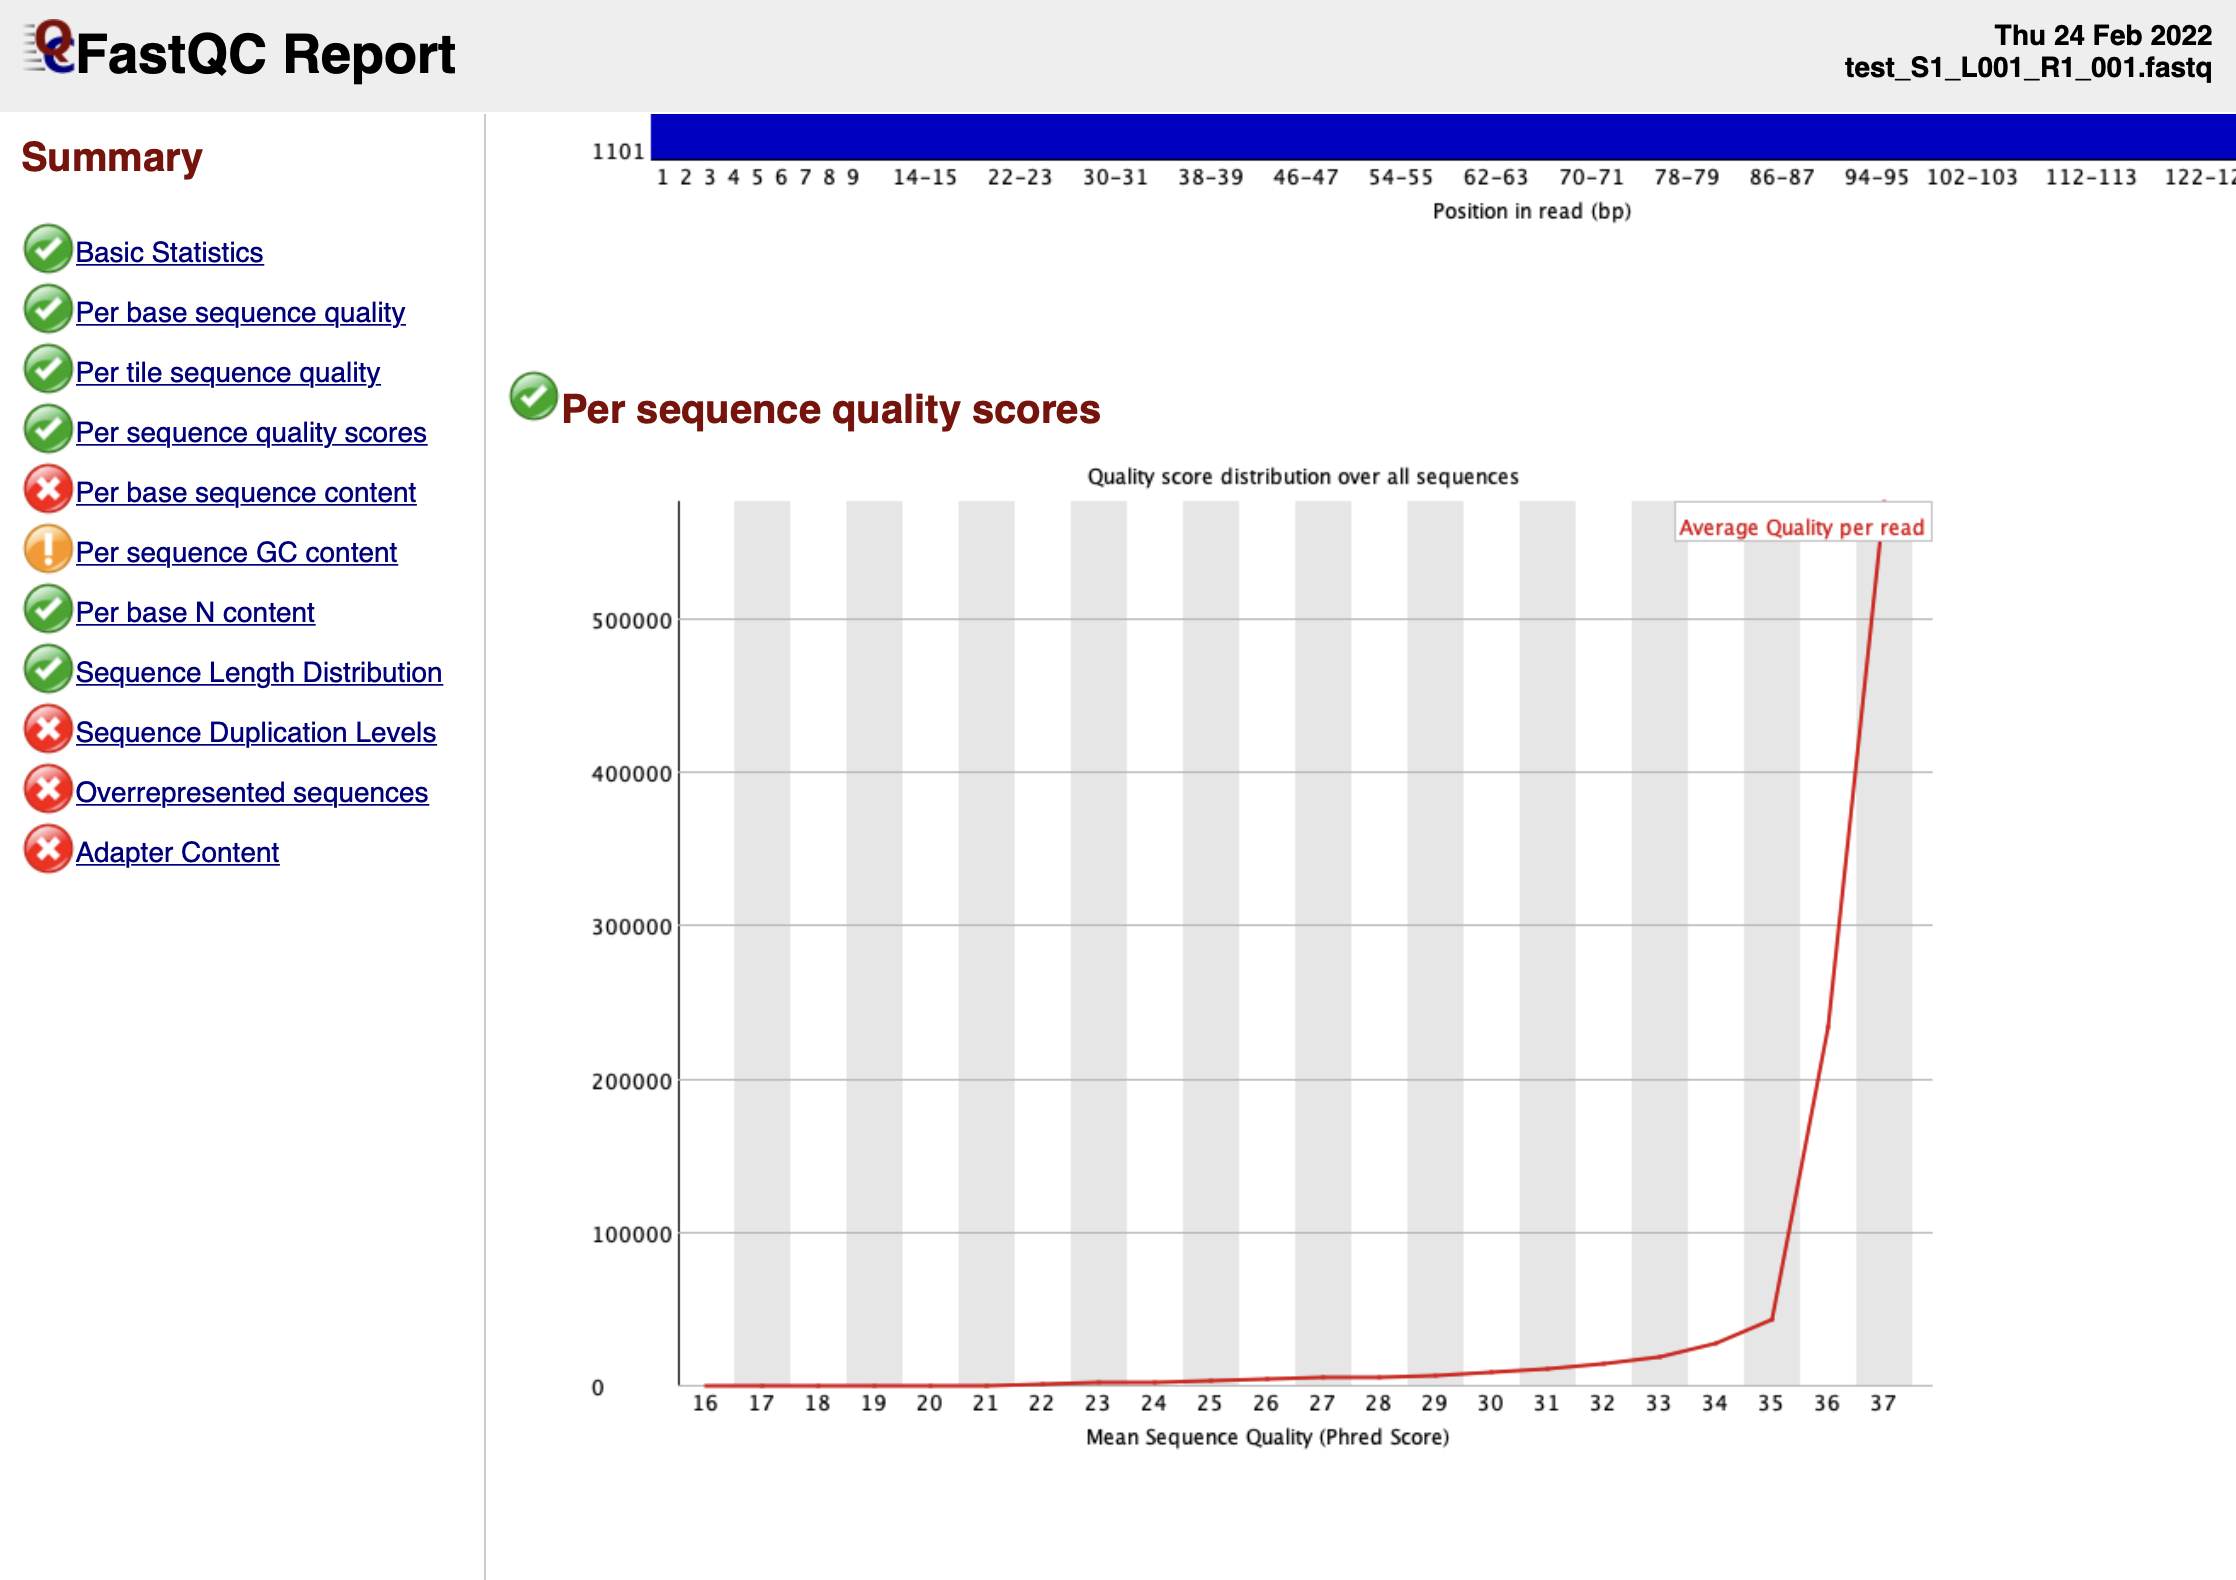 FastQC Report
Thu 24 Feb 2022
test_S1_L001_R1_001.fastq
Summary
Basic Statistics
Per base sequence quality
Per tile sequence quality
Per sequence quality scores
Per base sequence content
Per sequence GC content
Per base N content
Sequence Length Distribution
Sequence Duplication Levels
Overrepresented sequences
Adapter Content
1101
1 2 3 4 5 6 7 8 9 14-15 22-23 30-31 38-39 46-47 54-55 62-63 70-71 78-79 86-87 94-95 102-103 112-113 122-12
Position in read (bp)
Per sequence quality scores
Quality score distribution over all sequences
Average Quality per read
500000
400000
300000
200000
100000
0
16 17 18 19 20 21 22 23 24 25 26 27 28 29 30 31 32 33 34 35 36 37
Mean Sequence Quality (Phred Score)